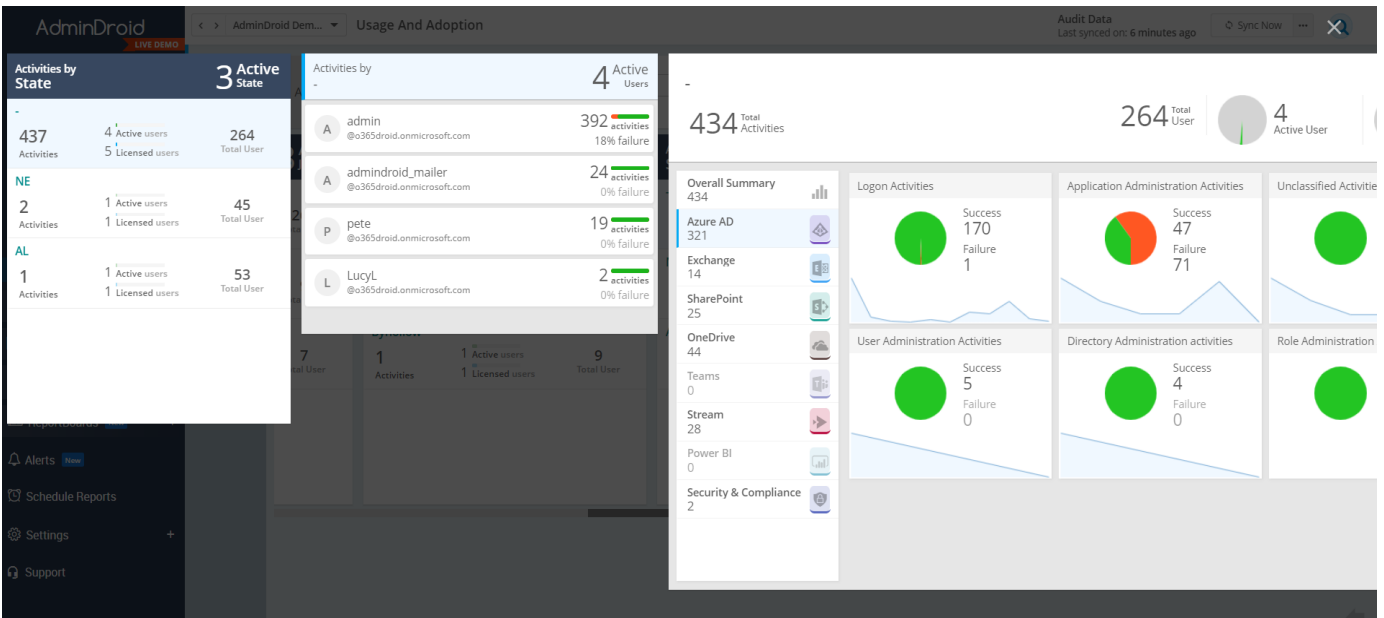 AdminDroid
LIVE DEMO
AdminDroid Dem...
Usage And Adoption
Audit Data
Last synced on: 6 minutes ago
Sync Now
Activities by
State
3 Active State
-
437 Activities
4 Active users
5 Licensed users
264 Total User
NE
2 Activities
1 Active users
1 Licensed users
45 Total User
AL
1 Activities
1 Active users
1 Licensed users
53 Total User
Activities by
-
4 Active Users
A
admin
@o365droid.onmicrosoft.com
392 activities
18% failure
A
admindroid_mailer
@o365droid.onmicrosoft.com
24 activities
0% failure
P
pete
@o365droid.onmicrosoft.com
19 activities
0% failure
L
LucyL
@o365droid.onmicrosoft.com
2 activities
0% failure
-
434 Total Activities
264 Total User
4 Active User
Overall Summary
434
Azure AD
321
Exchange
14
SharePoint
25
OneDrive
44
Teams
0
Stream
28
Power BI
0
Security & Compliance
2
Logon Activities
Success
170
Failure
1
Application Administration Activities
Success
47
Failure
71
Unclassified Activitie
User Administration Activities
Success
5
Failure
0
Directory Administration activities
Success
4
Failure
0
Role Administration
7
1 Activities
1 Active users
1 Licensed users
9 Total User
Alerts New
Schedule Reports
Settings +
Support